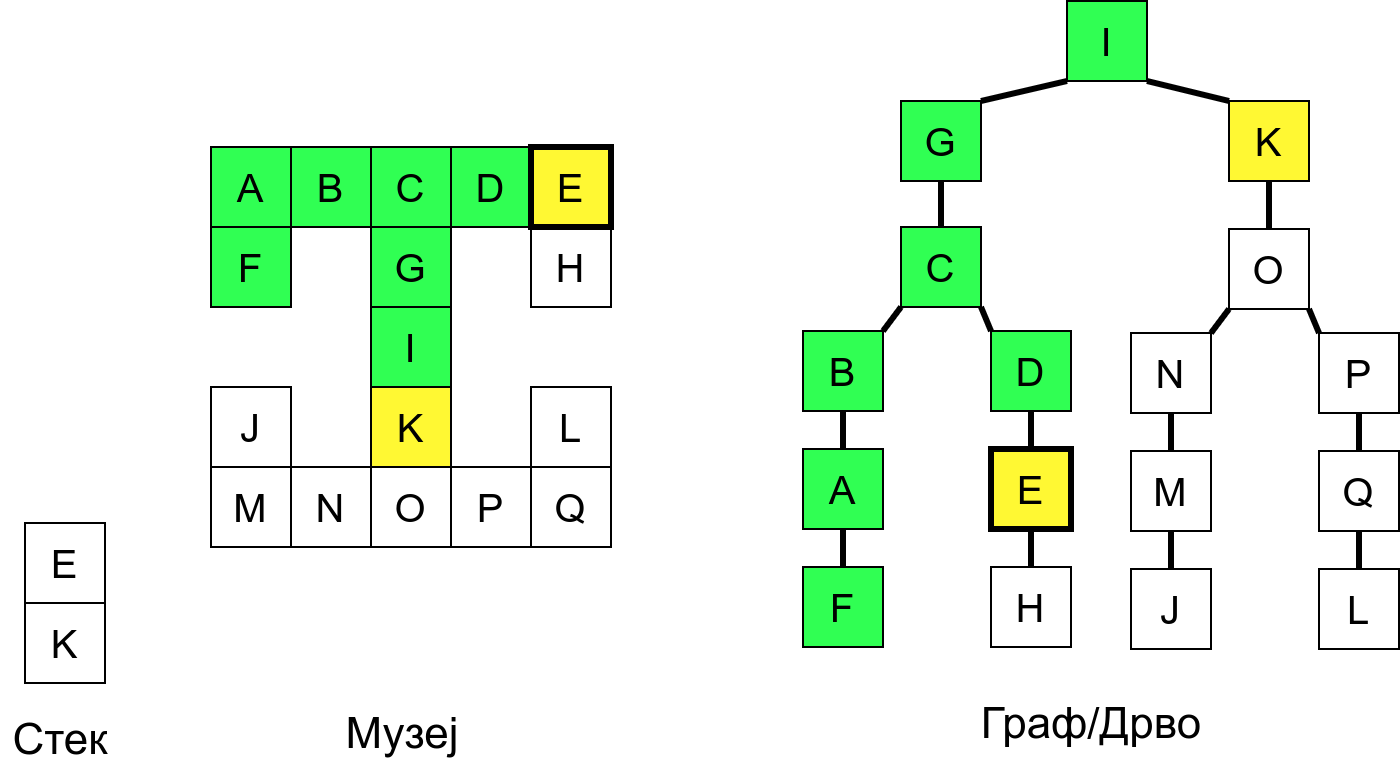 I
G K
A B C D E
F G H
C O
I
B D N P
J K L
A E M Q
M N O P Q
E
F H J L
K
Стек
Музеј
Граф/Дрво